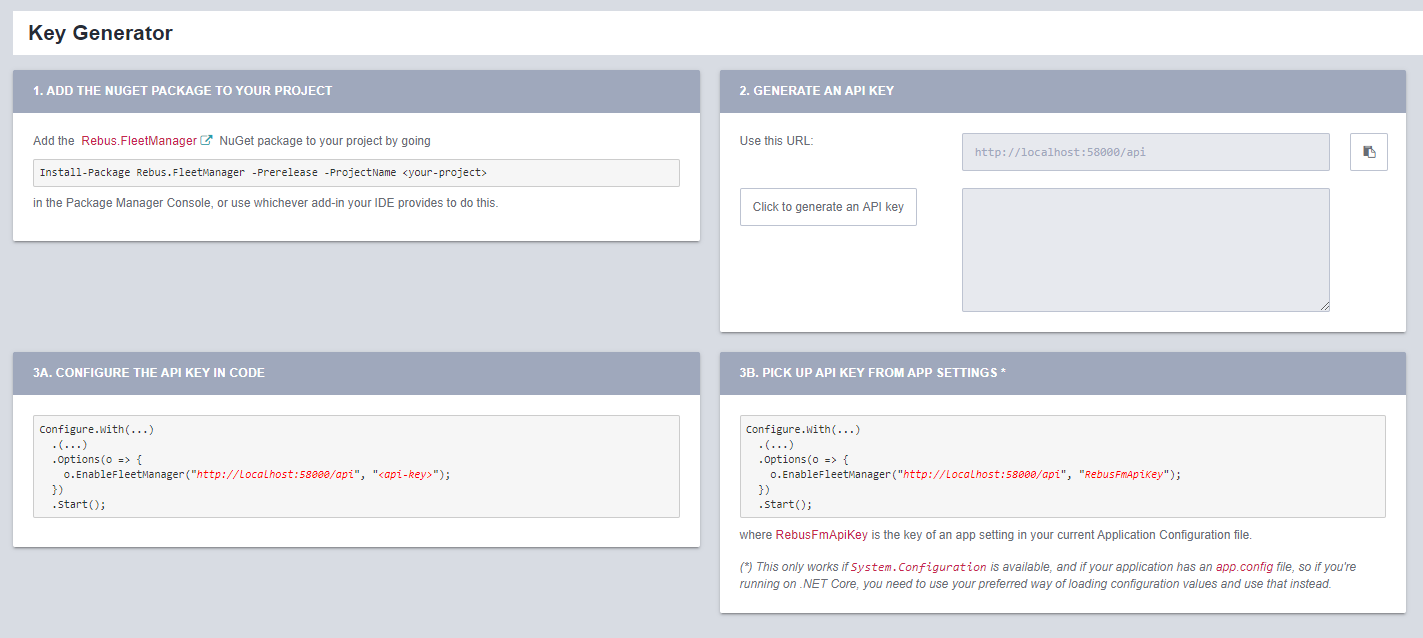 Key Generator
1. ADD THE NUGET PACKAGE TO YOUR PROJECT
Add the Rebus.FleetManager NuGet package to your project by going
Install-Package Rebus.FleetManager -Prerelease -ProjectName <your-project>
in the Package Manager Console, or use whichever add-in your IDE provides to do this.
2. GENERATE AN API KEY
Use this URL:
http://localhost:58000/api
Click to generate an API key
3A. CONFIGURE THE API KEY IN CODE
Configure.With(...)
.(...)
.Options(o => {
o.EnableFleetManager("http://localhost:58000/api", "<api-key>");
})
.Start();
3B. PICK UP API KEY FROM APP SETTINGS *
Configure.With(...)
.(...)
.Options(o => {
o.EnableFleetManager("http://localhost:58000/api", "RebusFmApiKey");
})
.Start();
where RebusFmApiKey is the key of an app setting in your current Application Configuration file.
(*) This only works if System.Configuration is available, and if your application has an app.config file, so if you're
running on .NET Core, you need to use your preferred way of loading configuration values and use that instead.